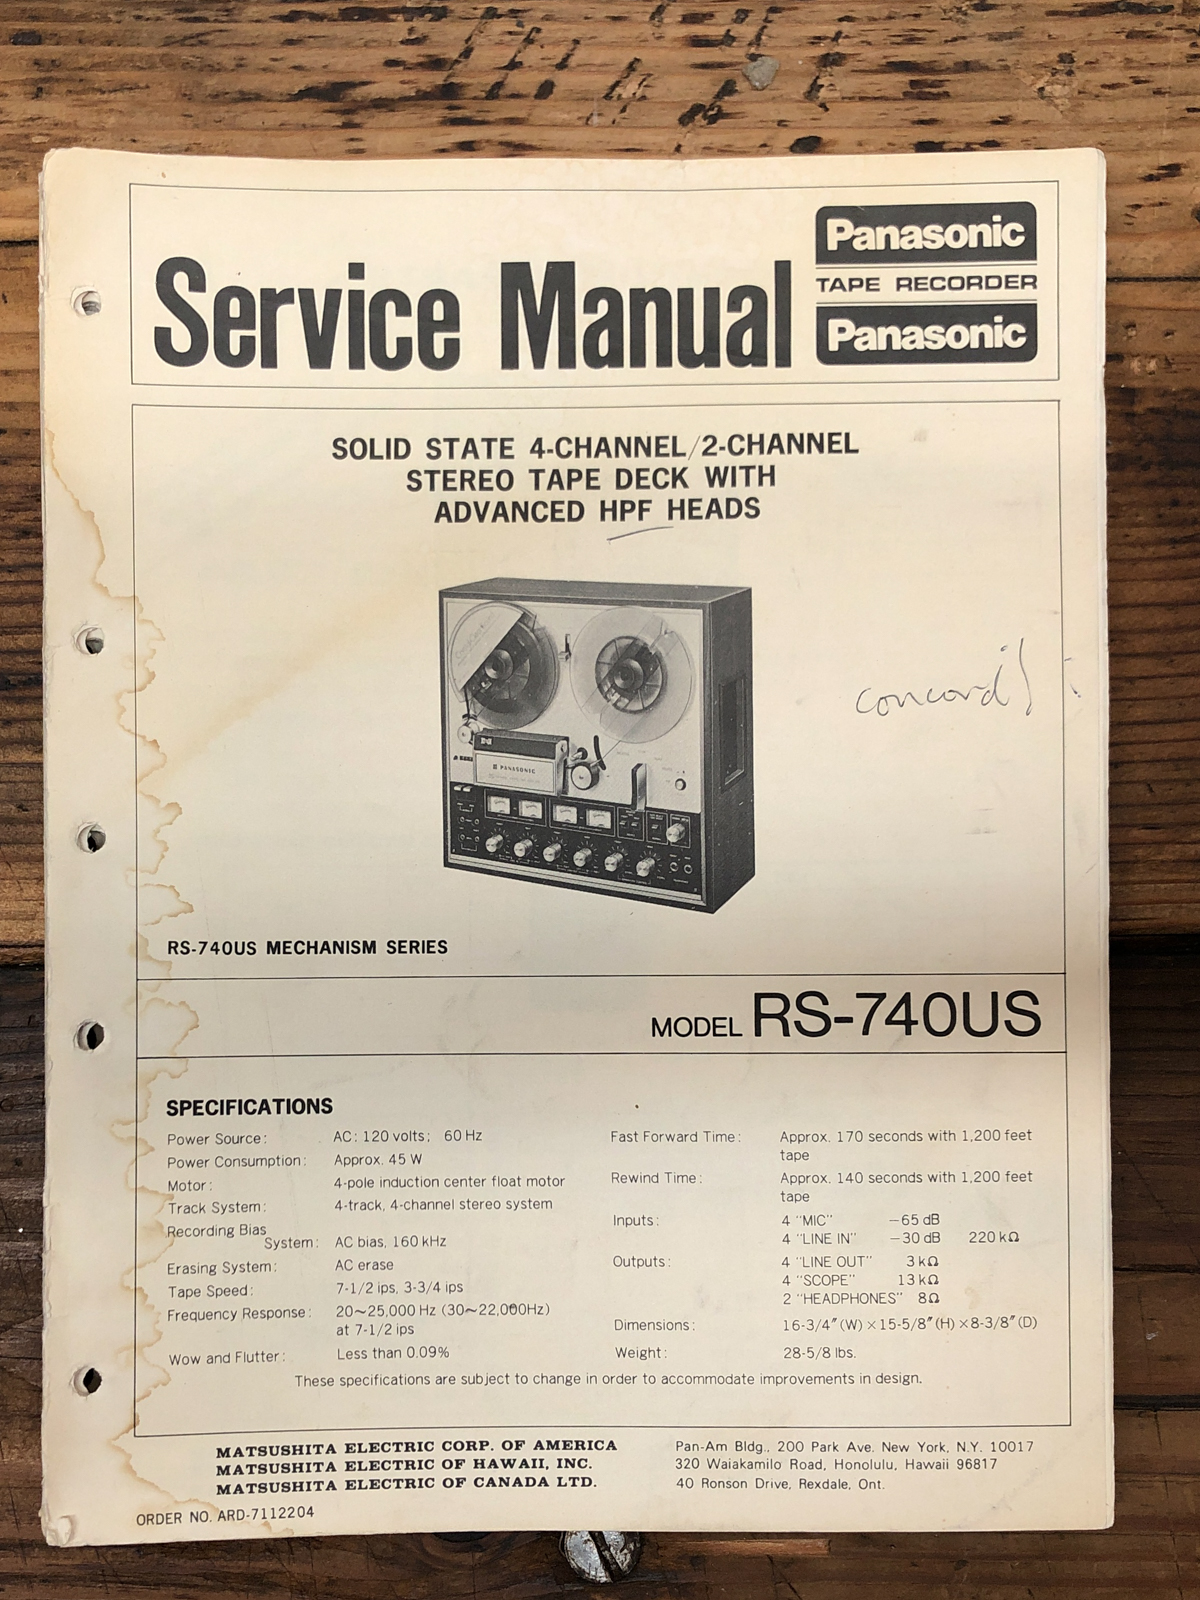 Service Manual
Panasonic
TAPE RECORDER
Panasonic
SOLID STATE 4-CHANNEL/2-CHANNEL
STEREO TAPE DECK WITH
ADVANCED HPF HEADS
concord
PANASONIC
RS-740US MECHANISM SERIES
MODEL RS-740US
SPECIFICATIONS
Power Source: AC: 120 volts; 60 Hz
Power Consumption: Approx. 45 W
Motor: 4-pole induction center float motor
Track System: 4-track, 4-channel stereo system
Recording Bias
System: AC bias, 160 kHz
Erasing System: AC erase
Tape Speed: 7-1/2 ips, 3-3/4 ips
Frequency Response: 20~25,000 Hz (30~22,000Hz)
at 7-1/2 ips
Wow and Flutter: Less than 0.09%
Fast Forward Time: Approx. 170 seconds with 1,200 feet
tape
Rewind Time: Approx. 140 seconds with 1,200 feet
tape
Inputs: 4 "MIC" -65 dB
4 "LINE IN" -30 dB 220 kΩ
Outputs: 4 "LINE OUT" 3 kΩ
4 "SCOPE" 13 kΩ
2 "HEADPHONES" 8Ω
Dimensions: 16-3/4" (W) ×15-5/8" (H) ×8-3/8" (D)
Weight: 28-5/8 lbs.
These specifications are subject to change in order to accommodate improvements in design.
MATSUSHITA ELECTRIC CORP. OF AMERICA Pan-Am Bldg., 200 Park Ave. New York, N.Y. 10017
MATSUSHITA ELECTRIC OF HAWAII, INC. 320 Waiakamilo Road, Honolulu, Hawaii 96817
MATSUSHITA ELECTRIC OF CANADA LTD. 40 Ronson Drive, Rexdale, Ont.
ORDER NO. ARD-7112204